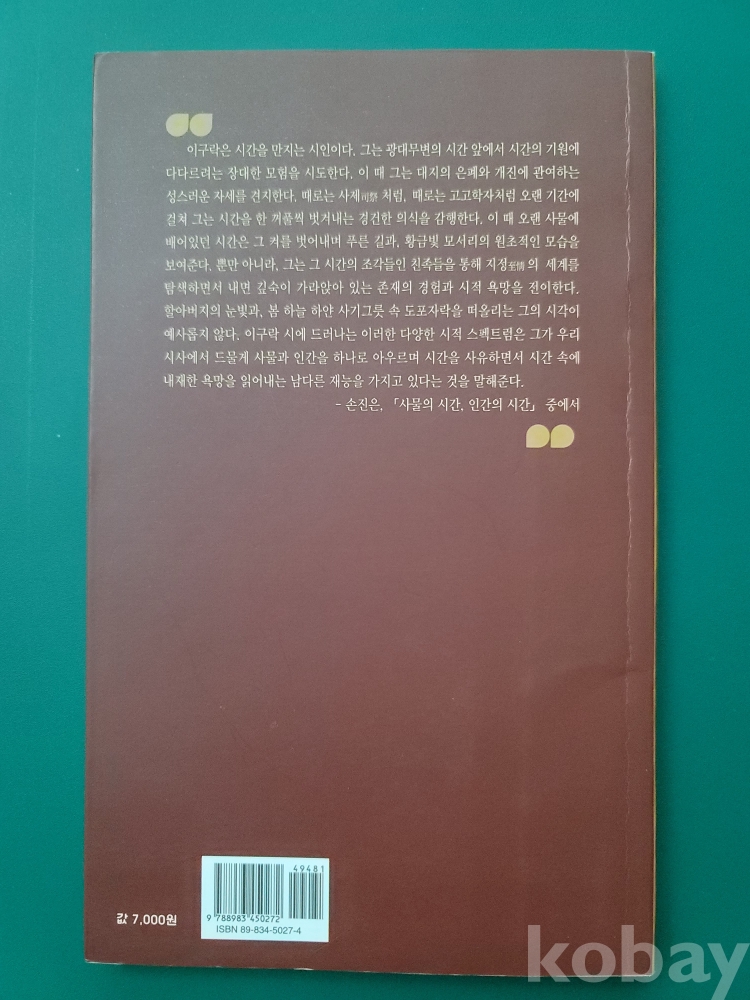 이구락은 시간을 만지는 시인이다. 그는 광대무변의 시간 앞에서 시간의 기원에
다다르려는 장대한 모험을 시도한다. 이 때 그는 대지의 은폐와 개진에 관여하는
성스러운 자세를 견지한다. 때로는 사제司祭 처럼, 때로는 고고학자처럼 오랜 기간에
걸쳐 그는 시간을 한 꺼풀씩 벗겨내는 경건한 의식을 감행한다. 이 때 오랜 사물에
배어있던 시간은 그 켜를 벗어내며 푸른 길과, 황금빛 모서리의 원초적인 모습을
보여준다. 뿐만 아니라, 그는 그 시간의 조각들인 친족들을 통해 지정至情의 세계를
탐색하면서 내면 깊숙이 가라앉아 있는 존재의 경험과 시적 욕망을 전이한다.
할아버지의 눈빛과, 봄 하늘 하얀 사기그릇 속 도포자락을 떠올리는 그의 시각이
예사롭지 않다. 이구락 시에 드러나는 이러한 다양한 시적 스펙트럼은 그가 우리
시사에서 드물게 사물과 인간을 하나로 아우르며 시간을 사유하면서 시간 속에
내재한 욕망을 읽어내는 남다른 재능을 가지고 있다는 것을 말해준다.
- 손진은, 「사물의 시간, 인간의 시간」 중에서
49481
9 788983 450272
ISBN 89-834-5027-4
값 7,000원
kobay